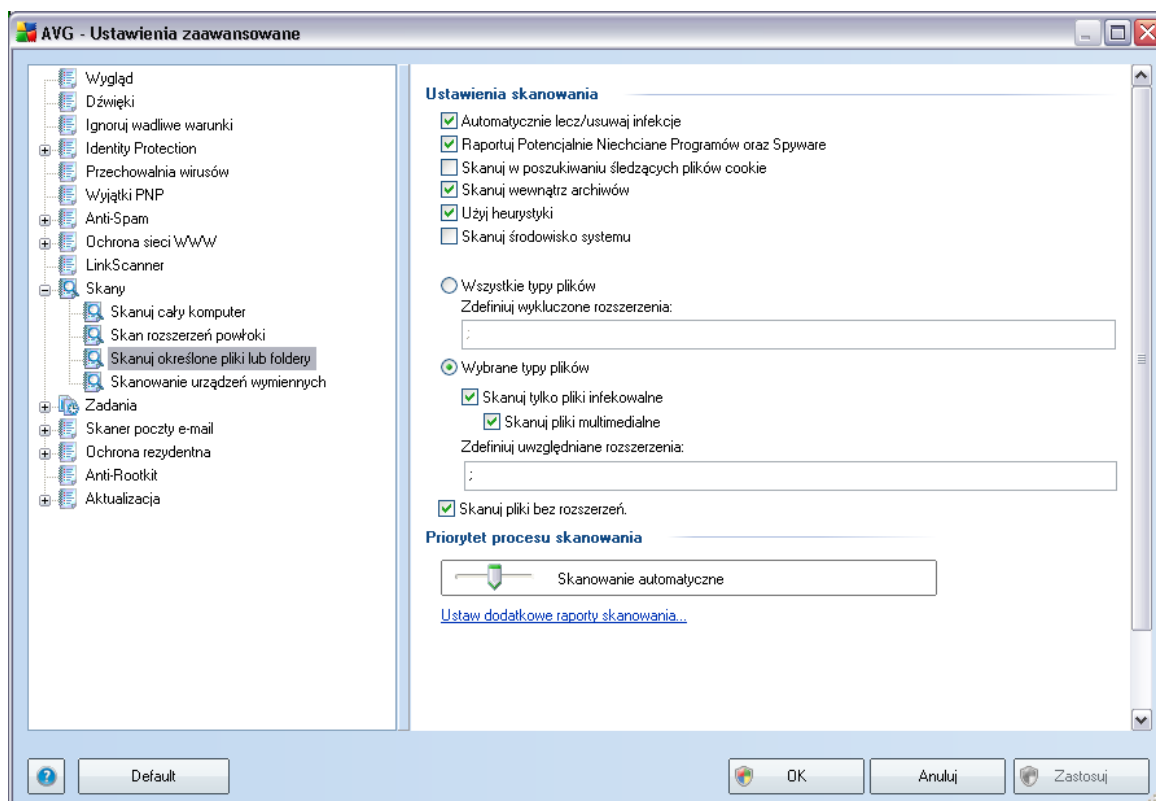 AVG - Ustawienia zaawansowane
Wygląd
Dźwięki
Ignoruj wadliwe warunki
Identity Protection
Przechowalnia wirusów
Wyjątki PNP
Anti-Spam
Ochrona sieci WWW
LinkScanner
Skany
Skanuj cały komputer
Skan rozszerzeń powłoki
Skanuj określone pliki lub foldery
Skanowanie urządzeń wymiennych
Zadania
Skaner poczty e-mail
Ochrona rezydentna
Anti-Rootkit
Aktualizacja
Ustawienia skanowania
Automatycznie lecz/usuwaj infekcje
Raportuj Potencjalnie Niechciane Programów oraz Spyware
Skanuj w poszukiwaniu śledzących plików cookie
Skanuj wewnątrz archiwów
Użyj heurystyki
Skanuj środowisko systemu
Wszystkie typy plików
Zdefiniuj wykluczone rozszerzenia:
;
Wybrane typy plików
Skanuj tylko pliki infekowalne
Skanuj pliki multimedialne
Zdefiniuj uwzględniane rozszerzenia:
;
Skanuj pliki bez rozszerzeń.
Priorytet procesu skanowania
Skanowanie automatyczne
Ustaw dodatkowe raporty skanowania...
Default
OK
Anuluj
Zastosuj